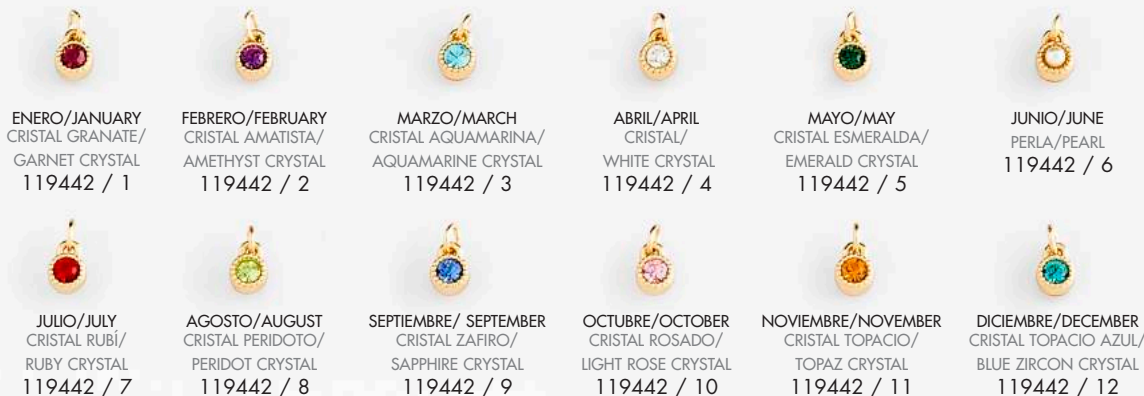 ENERO/JANUARY
CRISTAL GRANATE/
GARNET CRYSTAL
119442 / 1
FEBRERO/FEBRUARY
CRISTAL AMATISTA/
AMETHYST CRYSTAL
119442 / 2
MARZO/MARCH
CRISTAL AQUAMARINA/
AQUAMARINE CRYSTAL
119442 / 3
ABRIL/APRIL
CRISTAL/
WHITE CRYSTAL
119442 / 4
MAYO/MAY
CRISTAL ESMERALDA/
EMERALD CRYSTAL
119442 / 5
JUNIO/JUNE
PERLA/PEARL
119442 / 6
JULIO/JULY
CRISTAL RUBÍ/
RUBY CRYSTAL
119442 / 7
AGOSTO/AUGUST
CRISTAL PERIDOTO/
PERIDOT CRYSTAL
119442 / 8
SEPTIEMBRE/ SEPTEMBER
CRISTAL ZAFIRO/
SAPPHIRE CRYSTAL
119442 / 9
OCTUBRE/OCTOBER
CRISTAL ROSADO/
LIGHT ROSE CRYSTAL
119442 / 10
NOVIEMBRE/NOVEMBER
CRISTAL TOPACIO/
TOPAZ CRYSTAL
119442 / 11
DICIEMBRE/DECEMBER
CRISTAL TOPACIO AZUL/
BLUE ZIRCON CRYSTAL
119442 / 12